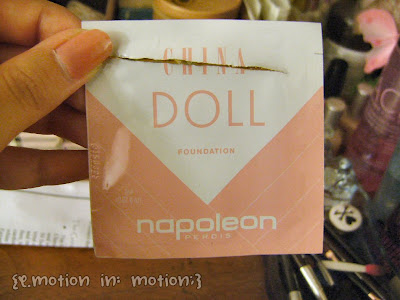 CHINA
DOLL
FOUNDATION
napoleon
PERDIS
{e.motion in: motion:}